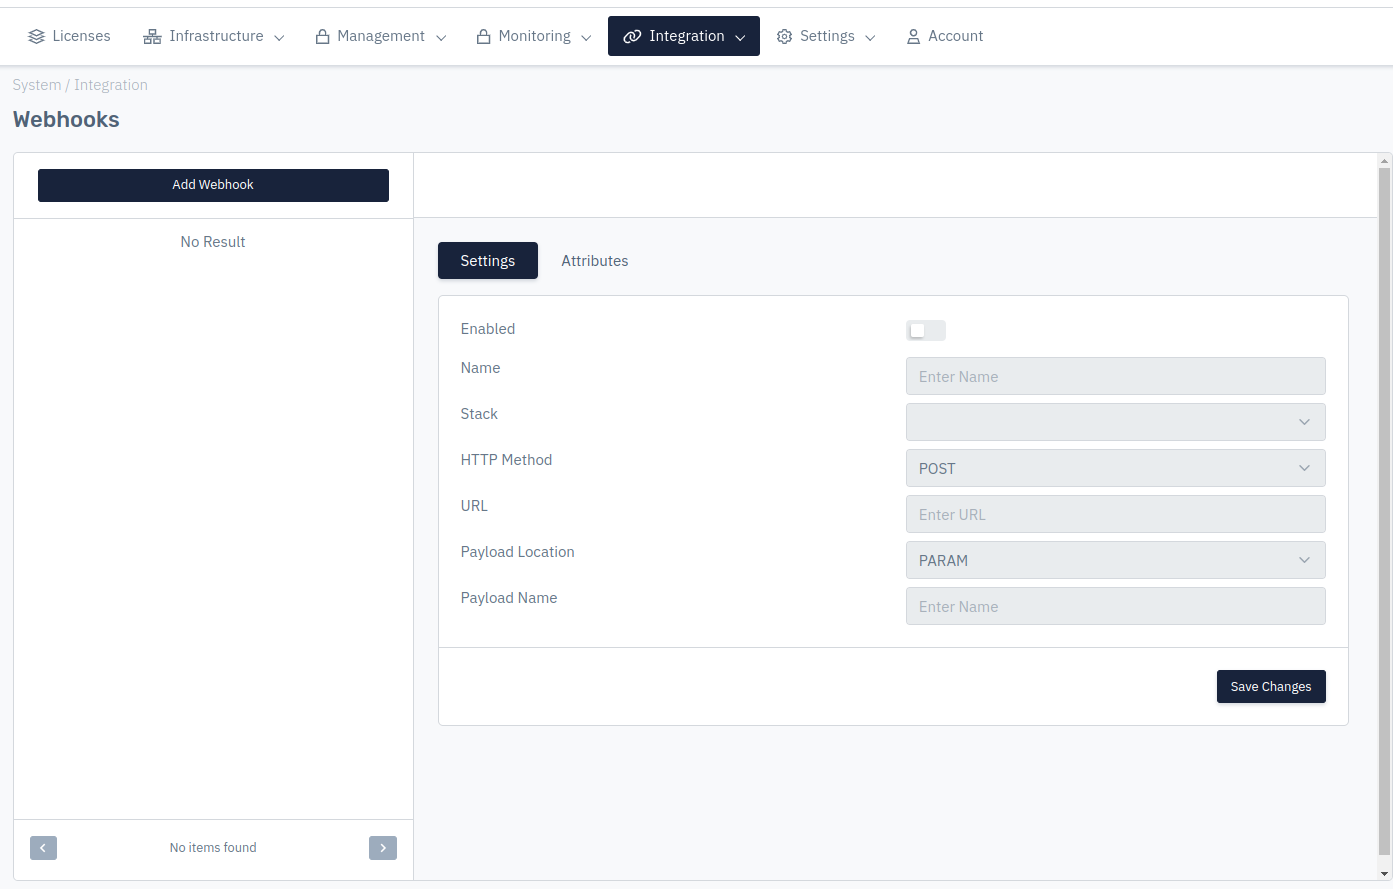 Licenses Infrastructure Management Monitoring Integration Settings Account
System / Integration
Webhooks
Add Webhook
No Result
No items found
Settings Attributes
Enabled
Name Enter Name
Stack
HTTP Method POST
URL Enter URL
Payload Location PARAM
Payload Name Enter Name
Save Changes